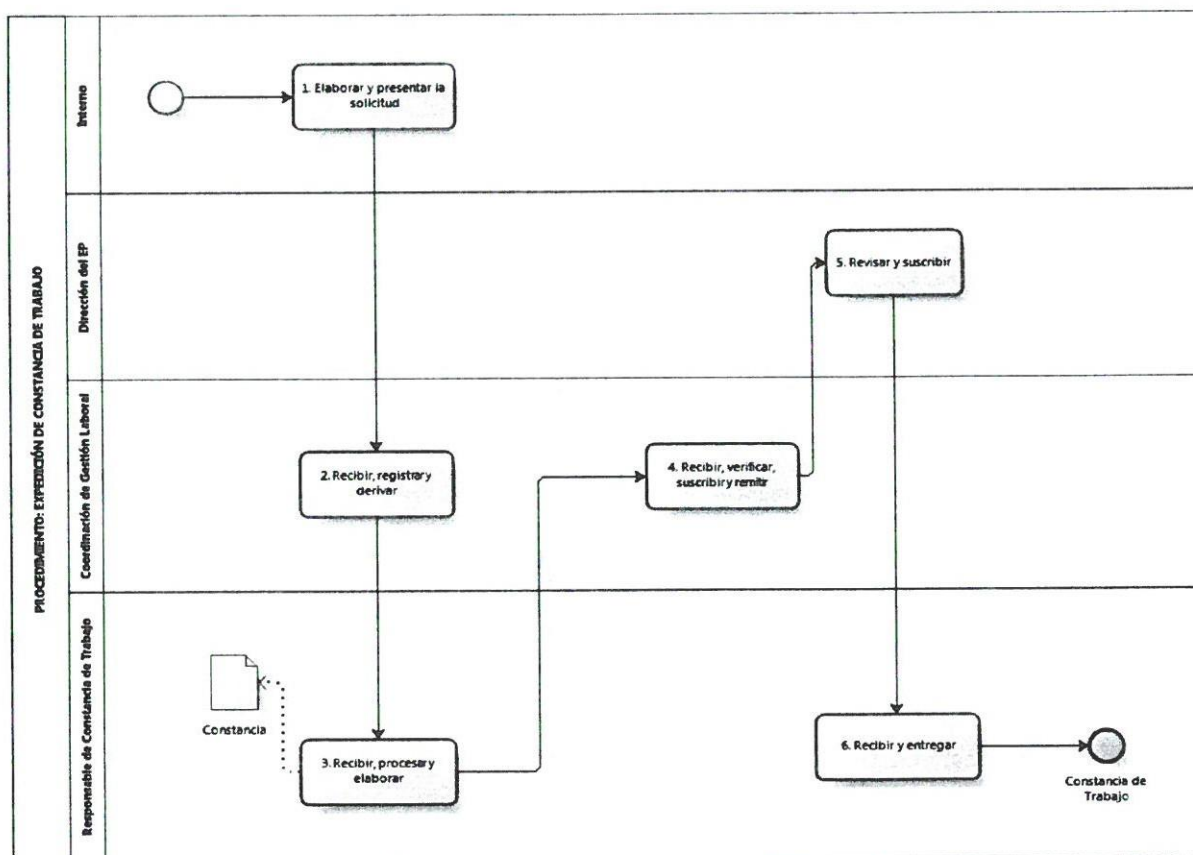 PROCEDIMIENTO: EXPEDICIÓN DE CONSTANCIA DE TRABAJO
Interno
1. Elaborar y presentar la
solicitud
Dirección del EP
5. Revisar y suscribir
Coordinación de Gestión Laboral
2. Recibir, registrar y
derivar
4. Recibir, verificar,
suscribir y remitir
Responsable de Constancia de Trabajo
Constancia
3. Recibir, procesar y
elaborar
6. Recibir y entregar
Constancia de
Trabajo